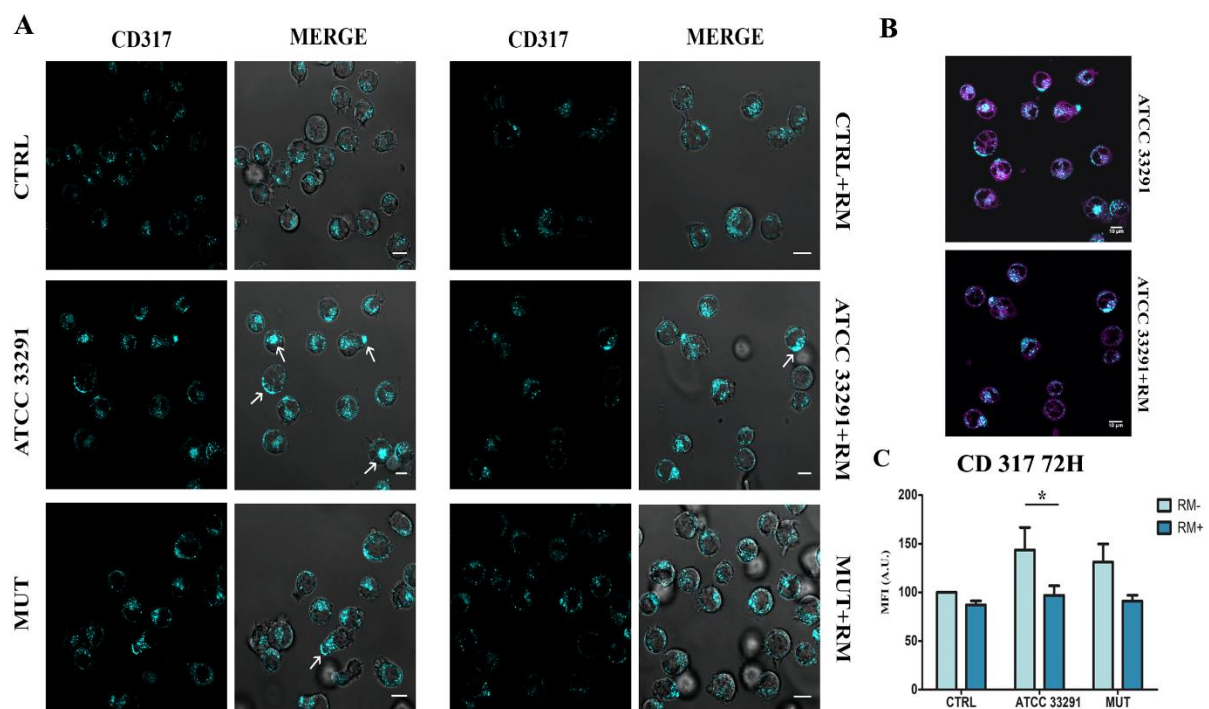 A
CD317
MERGE
CD317
MERGE
CTRL
CTRL+RM
ATCC 33291
ATCC 33291+RM
MUT
MUT+RM
B
ATCC 33291
10 µm
ATCC 33291+RM
10 µm
C
CD 317 72H
MFI (A.U.)
200
150
100
50
0
*
RM-
RM+
CTRL
ATCC 33291
MUT